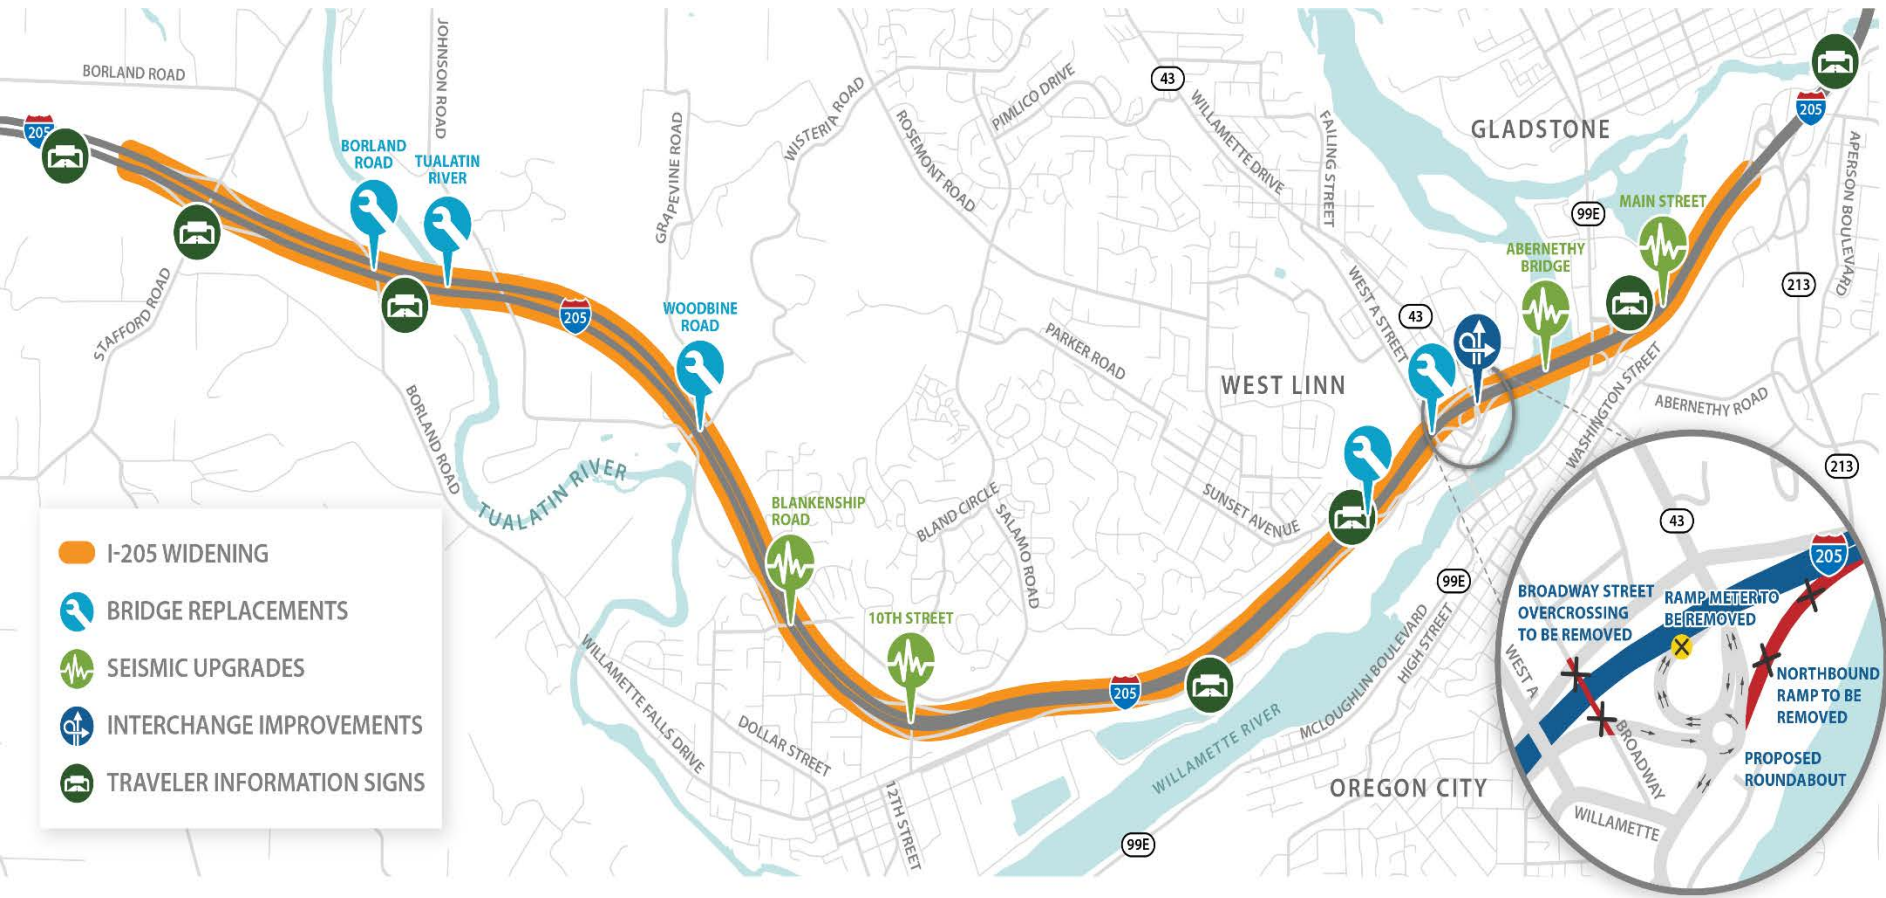 BORLAND ROAD
JOHNSON ROAD
205
BORLAND
ROAD
TUALATIN
RIVER
GRAPEVINE ROAD
WISTERIA ROAD
ROSEMONT ROAD
PIMLICO DRIVE
43
WILLAMETTE DRIVE
FAILING STREET
GLADSTONE
205
APERSON BOULEVARD
99E
MAIN STREET
ABERNETHY
BRIDGE
213
STAFFORD ROAD
205
WOODBINE
ROAD
WEST A STREET
43
PARKER ROAD
WEST LINN
WASHINGTON STREET
ABERNETHY ROAD
BORLAND ROAD
TUALATIN RIVER
BLANKENSHIP
ROAD
BLAND CIRCLE
SALAMO ROAD
SUNSET AVENUE
99E
213
10TH STREET
WILLAMETTE FALLS DRIVE
DOLLAR STREET
12TH STREET
205
WILLAMETTE RIVER
MCLOUGHLIN BOULEVARD
HIGH STREET
OREGON CITY
99E
I-205 WIDENING
BRIDGE REPLACEMENTS
SEISMIC UPGRADES
INTERCHANGE IMPROVEMENTS
TRAVELER INFORMATION SIGNS
43
205
BROADWAY STREET
OVERCROSSING
TO BE REMOVED
RAMP METER TO
BE REMOVED
WEST A
NORTHBOUND
RAMP TO BE
REMOVED
BROADWAY
PROPOSED
ROUNDABOUT
WILLAMETTE